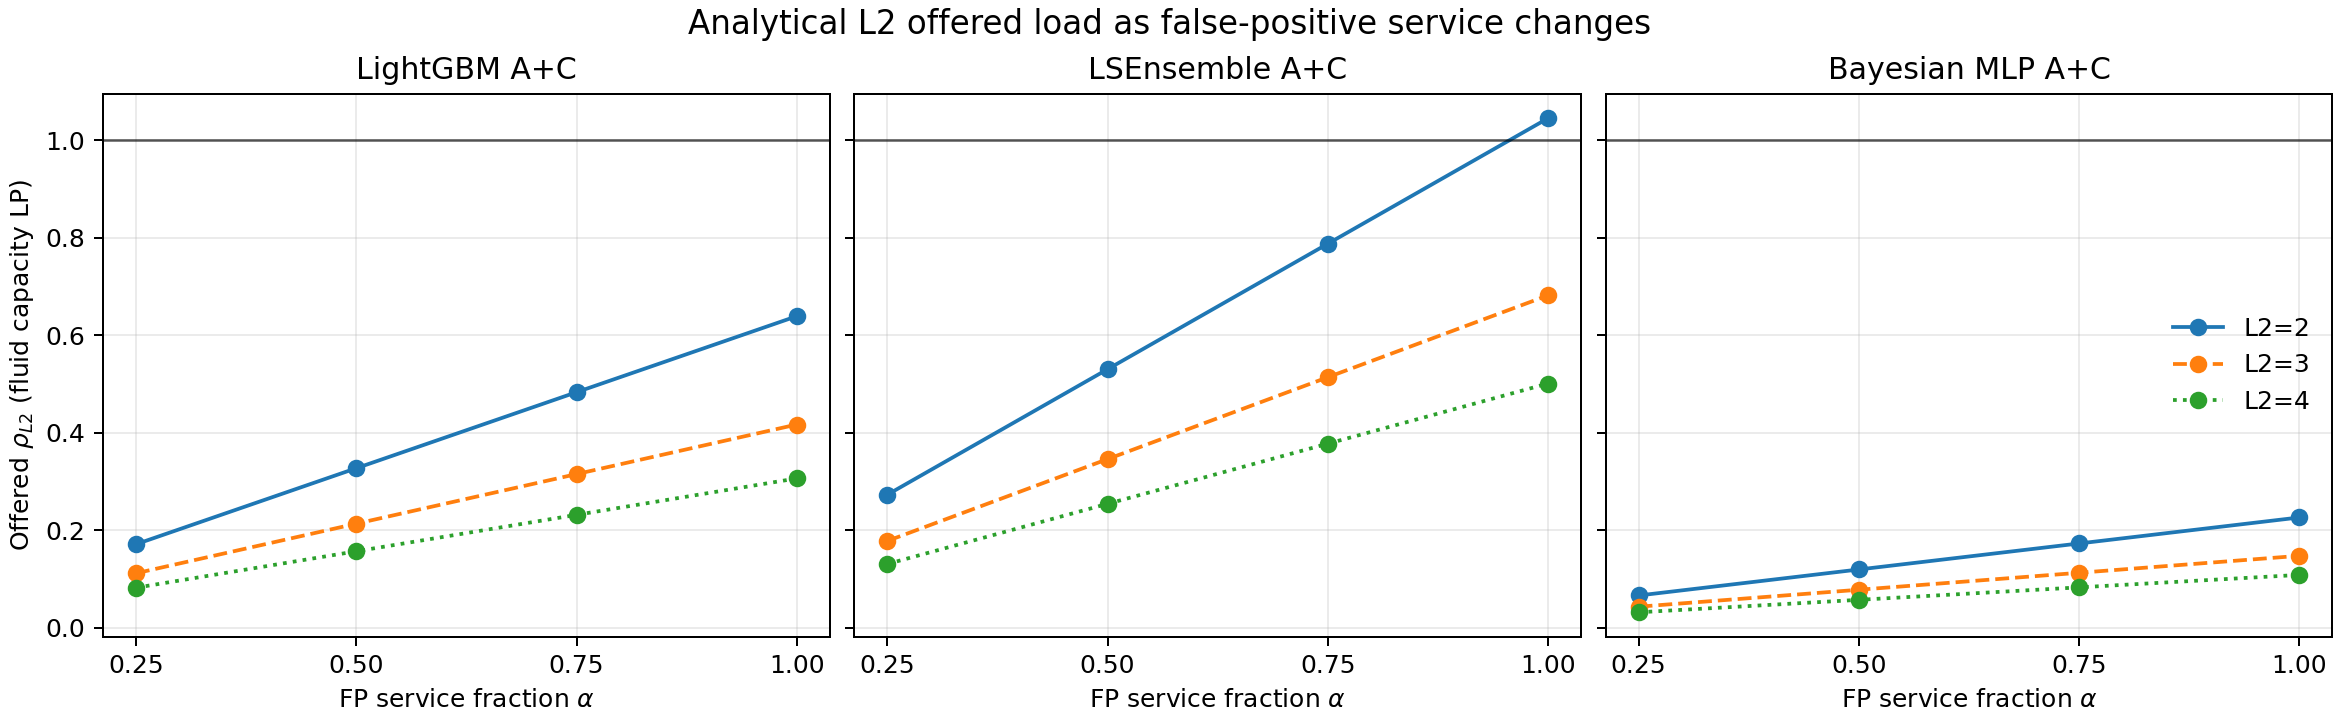 Analytical L2 offered load as false-positive service changes
LightGBM A+C
LSEnsemble A+C
Bayesian MLP A+C
Offered ρL2 (fluid capacity LP)
1.0
0.8
0.6
0.4
0.2
0.0
0.25 0.50 0.75 1.00
0.25 0.50 0.75 1.00
0.25 0.50 0.75 1.00
FP service fraction α
FP service fraction α
FP service fraction α
L2=2
L2=3
L2=4